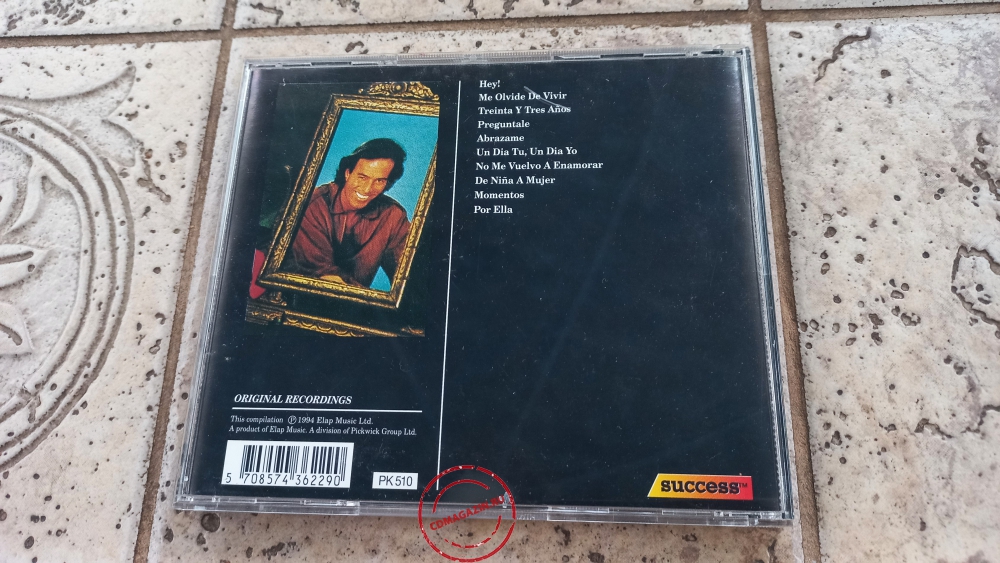 Hey!
Me Olvide De Vivir
Treinta Y Tres Años
Preguntale
Abrazame
Un Dia Tu, Un Dia Yo
No Me Vuelvo A Enamorar
De Niña A Mujer
Momentos
Por Ella
ORIGINAL RECORDINGS
This compilation Ⓟ 1994 Elap Music Ltd.
A product of Elap Music. A division of Pickwick Group Ltd.
5 708574 362290
PK 510
success™